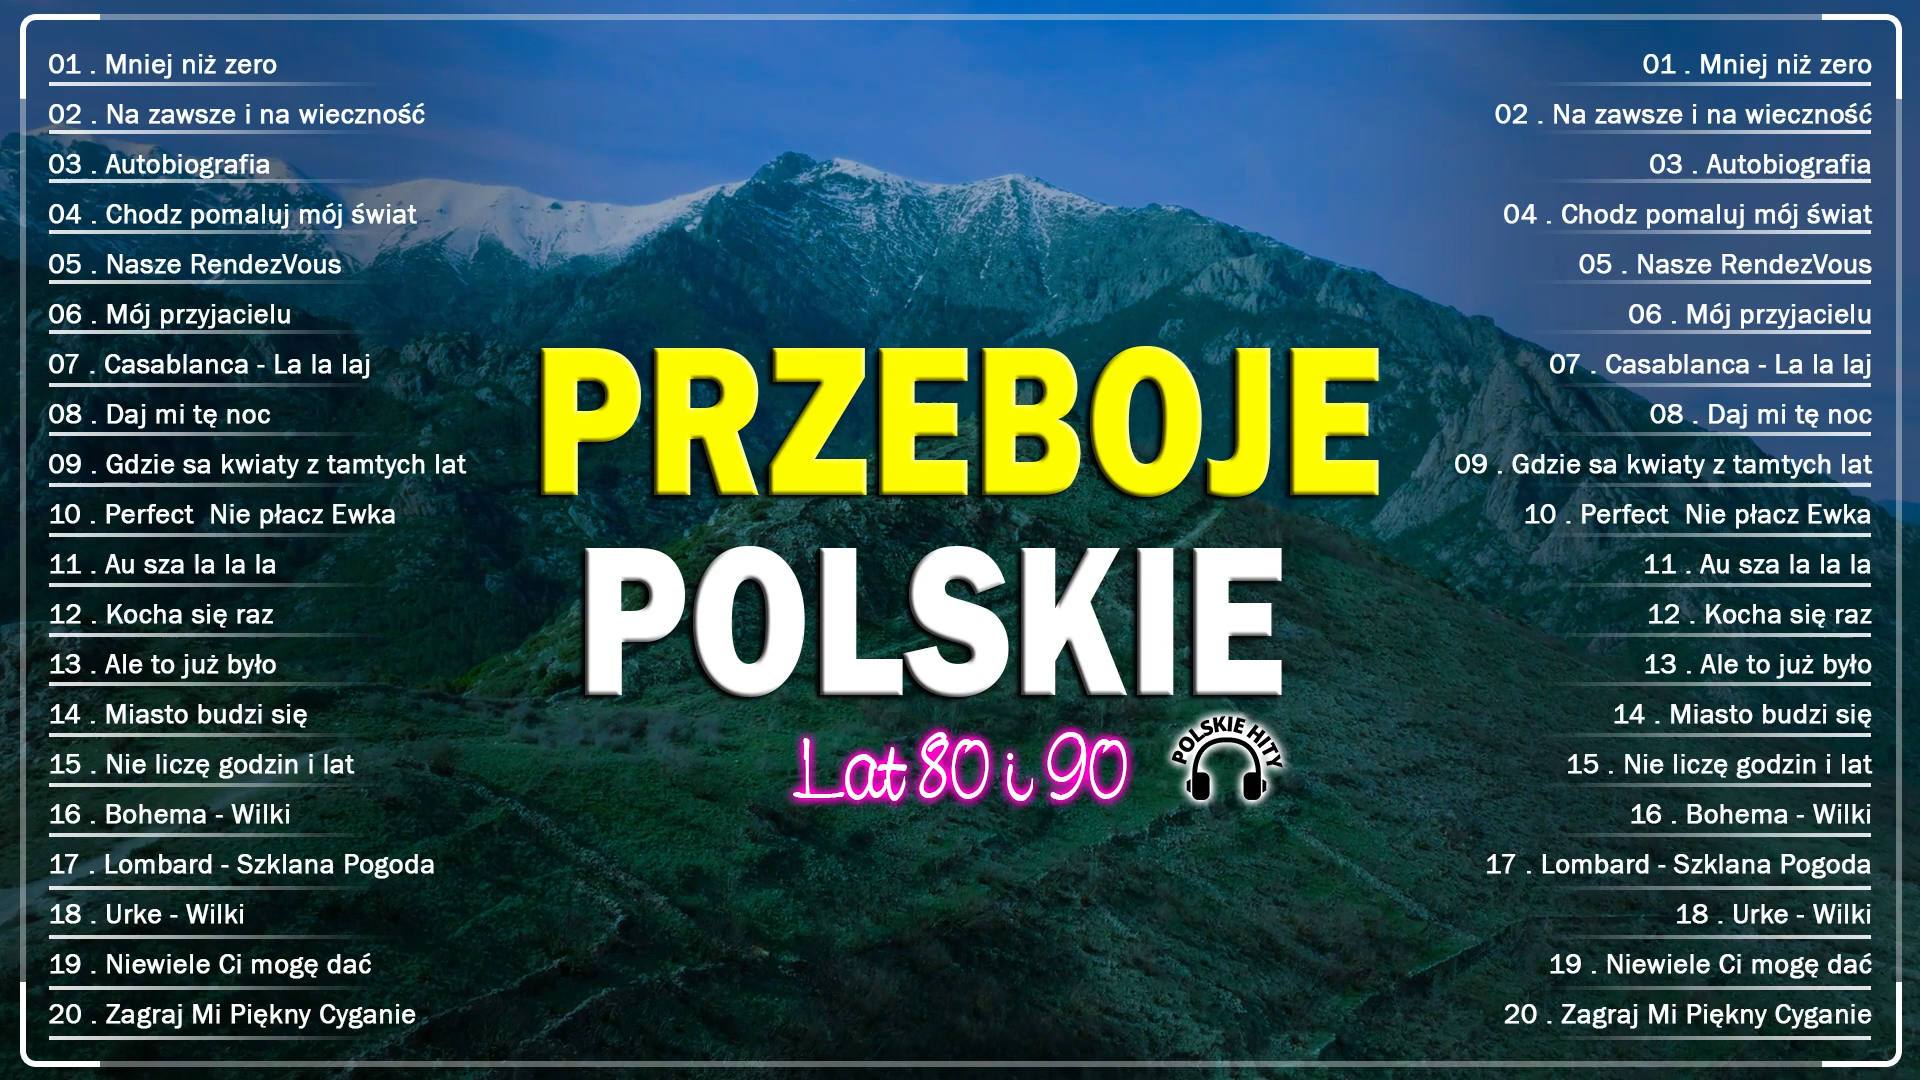 01 . Mniej niż zero
02 . Na zawsze i na wieczność
03 . Autobiografia
04 . Chodz pomaluj mój świat
05 . Nasze RendezVous
06 . Mój przyjacielu
07 . Casablanca - La la laj
08 . Daj mi tę noc
09 . Gdzie sa kwiaty z tamtych lat
10 . Perfect  Nie płacz Ewka
11 . Au sza la la la
12 . Kocha się raz
13 . Ale to już było
14 . Miasto budzi się
15 . Nie liczę godzin i lat
16 . Bohema - Wilki
17 . Lombard - Szklana Pogoda
18 . Urke - Wilki
19 . Niewiele Ci mogę dać
20 . Zagraj Mi Piękny Cyganie
PRZEBOJE
POLSKIE
Lat 80 i 90
POLSKIE HITY
01 . Mniej niż zero
02 . Na zawsze i na wieczność
03 . Autobiografia
04 . Chodz pomaluj mój świat
05 . Nasze RendezVous
06 . Mój przyjacielu
07 . Casablanca - La la laj
08 . Daj mi tę noc
09 . Gdzie sa kwiaty z tamtych lat
10 . Perfect  Nie płacz Ewka
11 . Au sza la la la
12 . Kocha się raz
13 . Ale to już było
14 . Miasto budzi się
15 . Nie liczę godzin i lat
16 . Bohema - Wilki
17 . Lombard - Szklana Pogoda
18 . Urke - Wilki
19 . Niewiele Ci mogę dać
20 . Zagraj Mi Piękny Cyganie